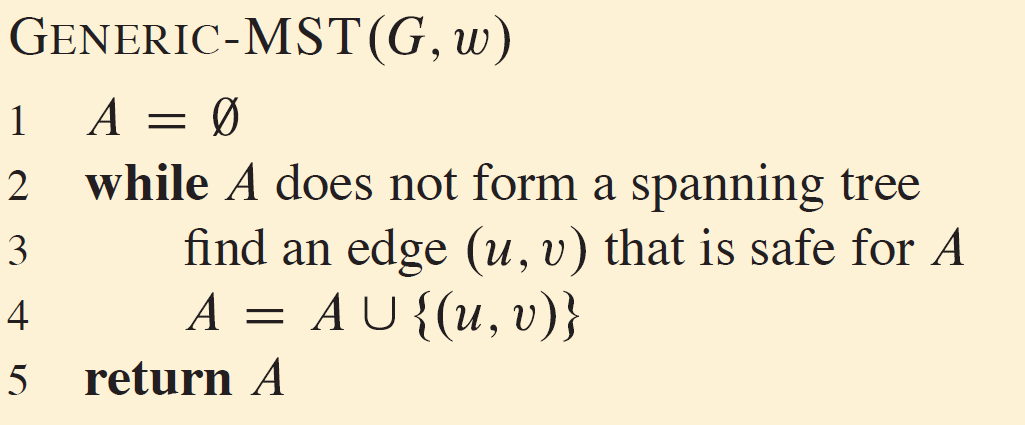 GENERIC-MST(G, w)
1 A = ∅
2 while A does not form a spanning tree
3 find an edge (u, v) that is safe for A
4 A = A ∪ {(u, v)}
5 return A